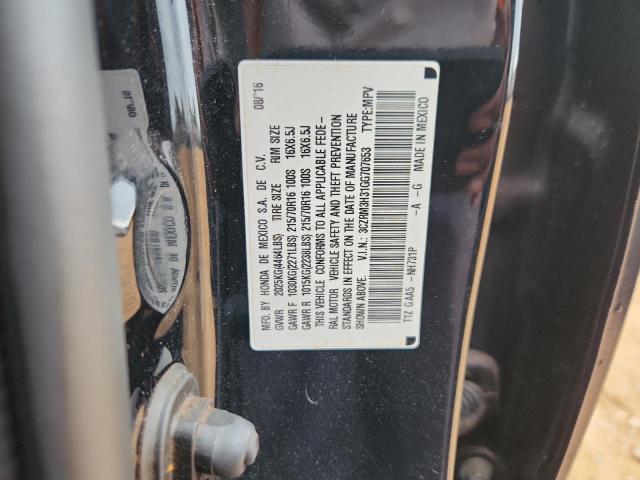 MFD. BY HONDA DE MEXICO S.A. DE C.V. 08/'16
GVWR 2025KG(4464LBS) TIRE SIZE RIM SIZE
GAWR F 1030KG(2271LBS) 215/70R16 100S 16X6.5J
GAWR R 1015KG(2238LBS) 215/70R16 100S 16X6.5J
THIS VEHICLE CONFORMS TO ALL APPLICABLE FEDE-
RAL MOTOR VEHICLE SAFETY AND THEFT PREVENTION
STANDARDS IN EFFECT ON THE DATE OF MANUFACTURE
SHOWN ABOVE.
V.I.N.: 3CZRM3H31GG707653 TYPE:MPV
T1Z GAA5 -NH731P -A -G MADE IN MEXICO
DE MEXICO